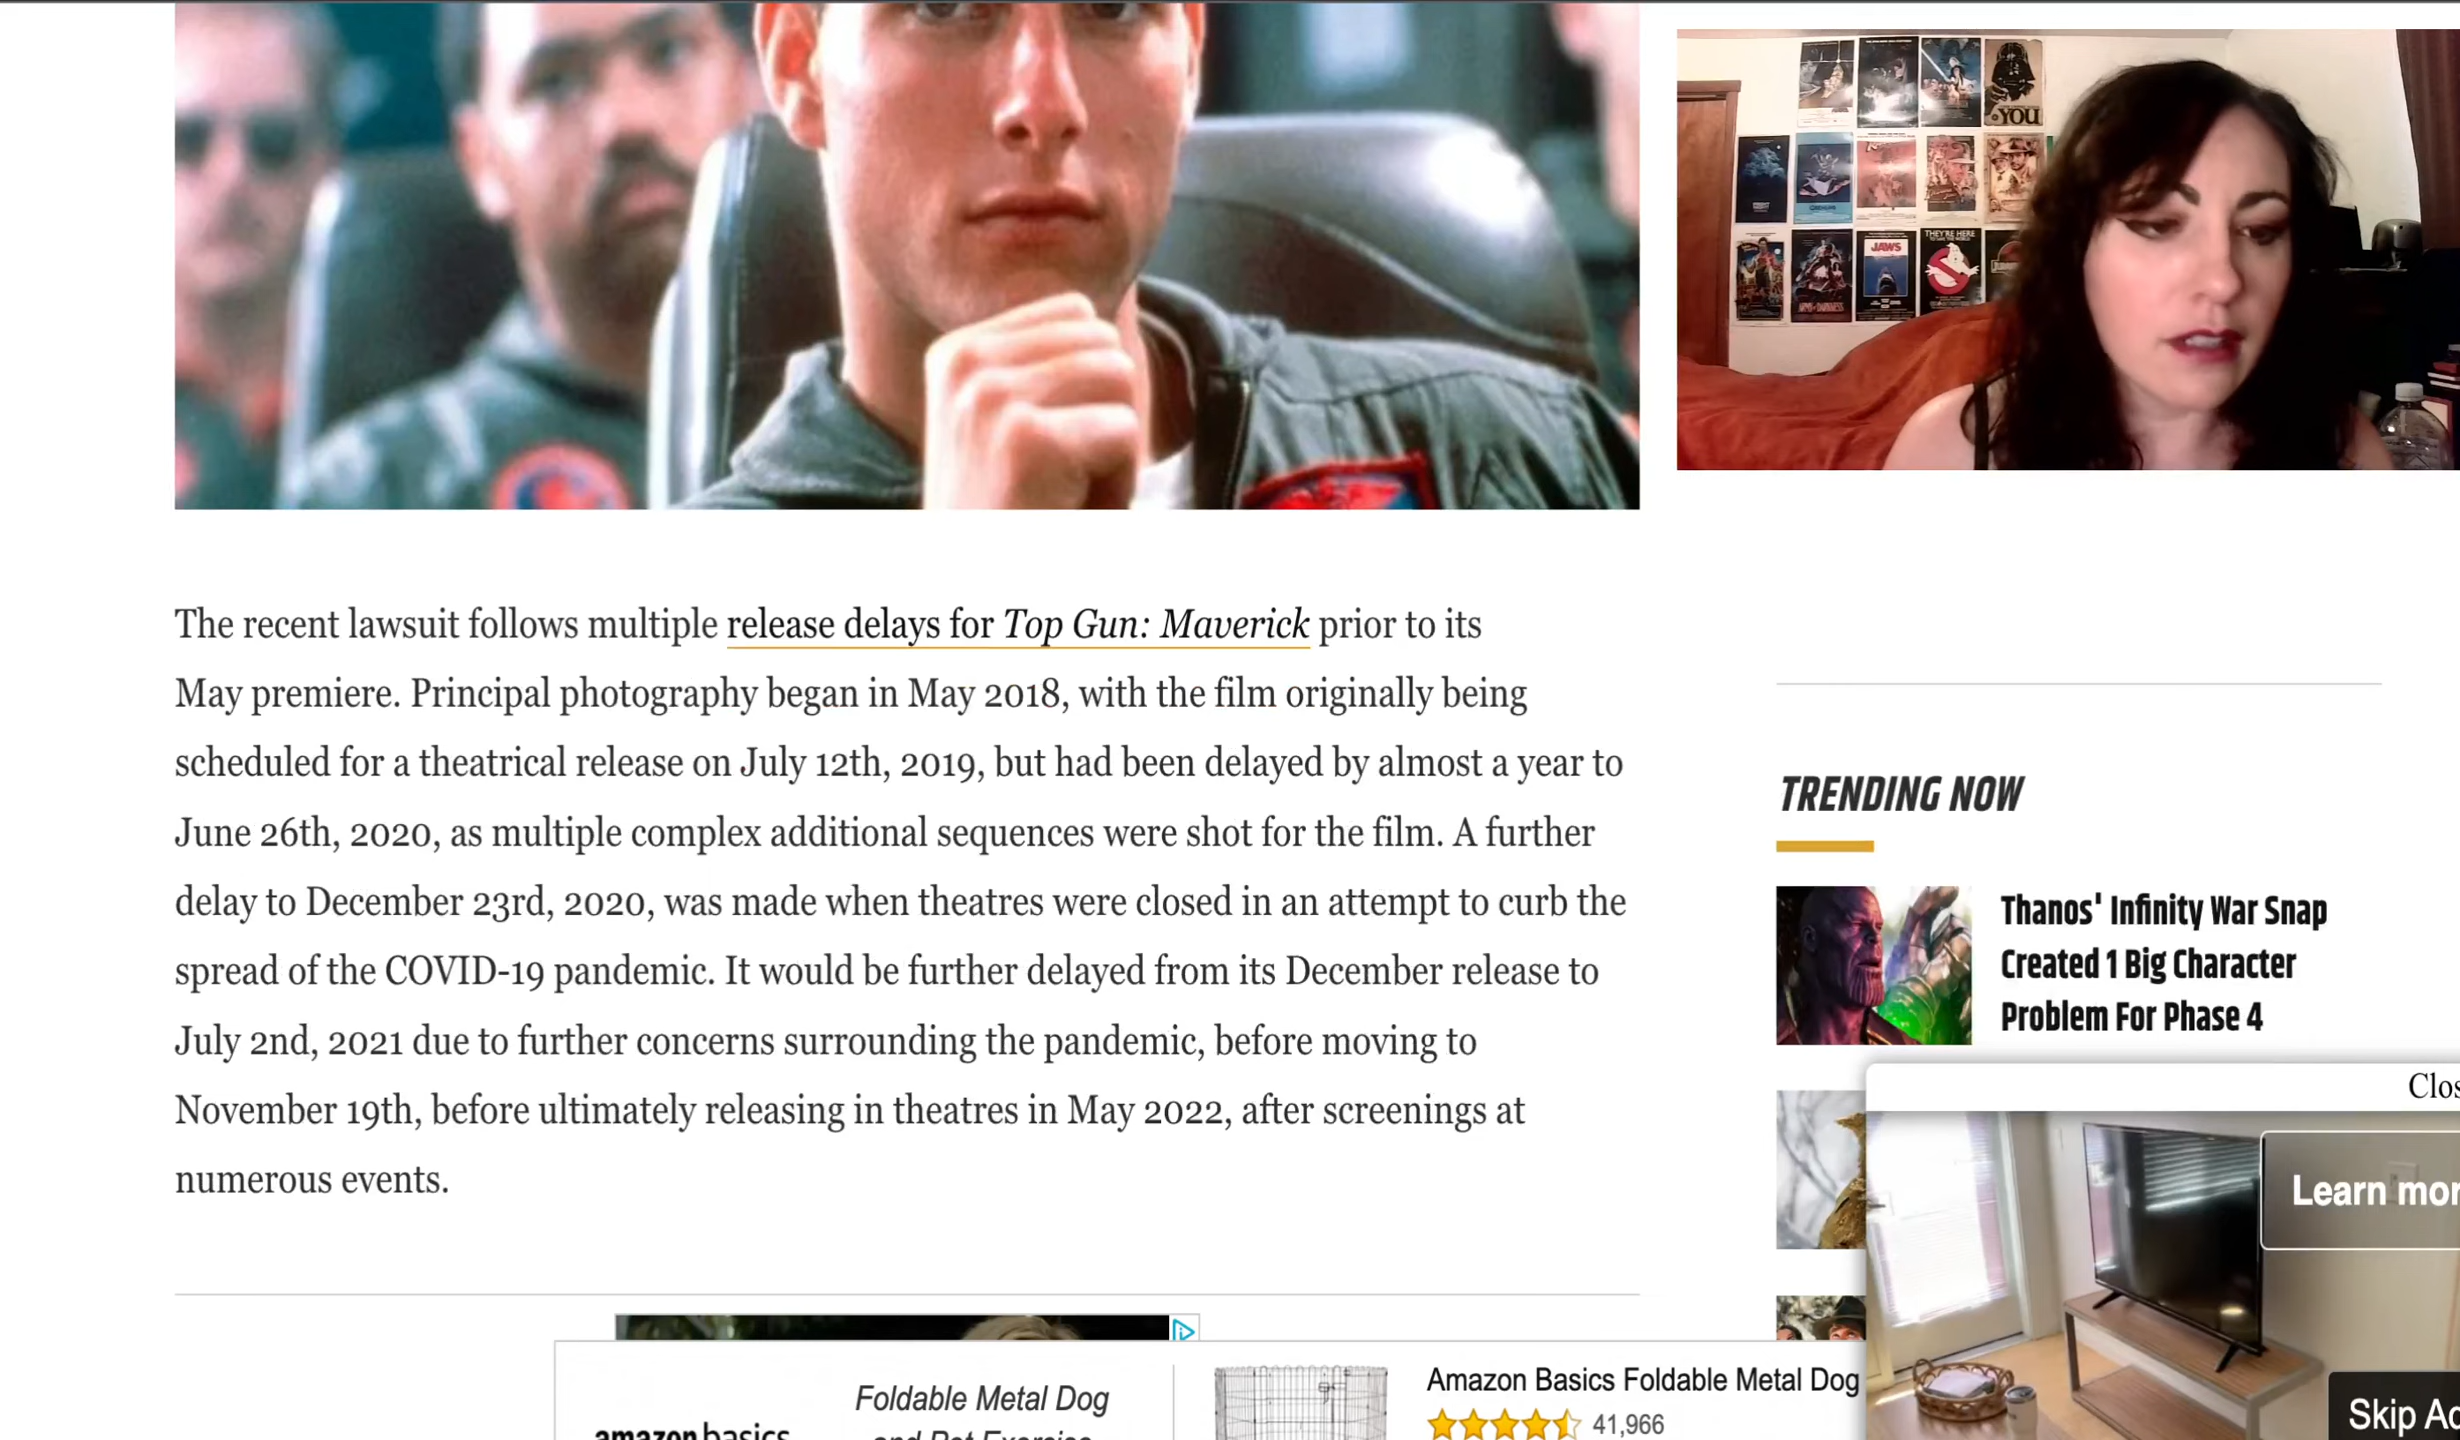 YOU
JAWS
THEY'RE HERE
The recent lawsuit follows multiple release delays for Top Gun: Maverick prior to its
May premiere. Principal photography began in May 2018, with the film originally being
scheduled for a theatrical release on July 12th, 2019, but had been delayed by almost a year to
June 26th, 2020, as multiple complex additional sequences were shot for the film. A further
delay to December 23rd, 2020, was made when theatres were closed in an attempt to curb the
spread of the COVID-19 pandemic. It would be further delayed from its December release to
July 2nd, 2021 due to further concerns surrounding the pandemic, before moving to
November 19th, before ultimately releasing in theatres in May 2022, after screenings at
numerous events.
TRENDING NOW
Thanos' Infinity War Snap
Created 1 Big Character
Problem For Phase 4
Clos
Learn mor
Skip Ad
amazon basics
Foldable Metal Dog
and Pet Exercise
Amazon Basics Foldable Metal Dog
41,966